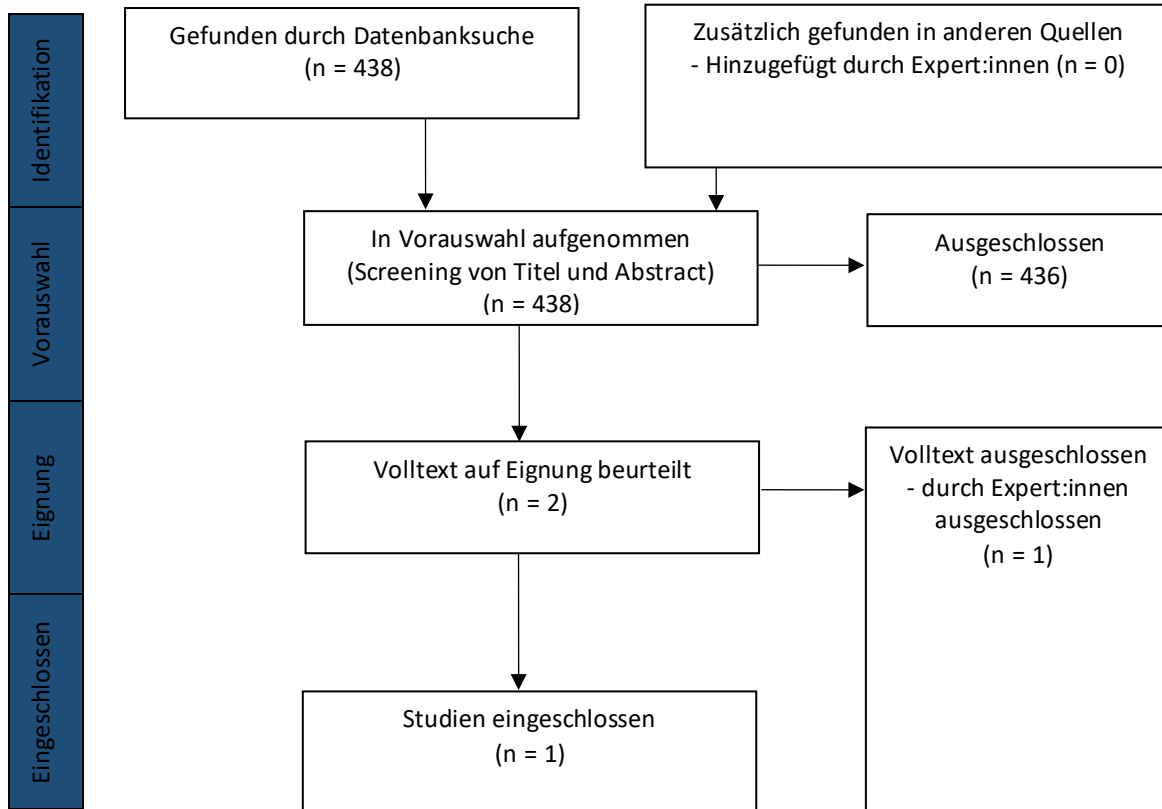 Identifikation
Gefunden durch Datenbanksuche
(n = 438)
Zusätzlich gefunden in anderen Quellen
- Hinzugefügt durch Expert:innen (n = 0)
Vorauswahl
In Vorauswahl aufgenommen
(Screening von Titel und Abstract)
(n = 438)
Ausgeschlossen
(n = 436)
Eignung
Volltext auf Eignung beurteilt
(n = 2)
Volltext ausgeschlossen
- durch Expert:innen
ausgeschlossen
(n = 1)
Eingeschlossen
Studien eingeschlossen
(n = 1)